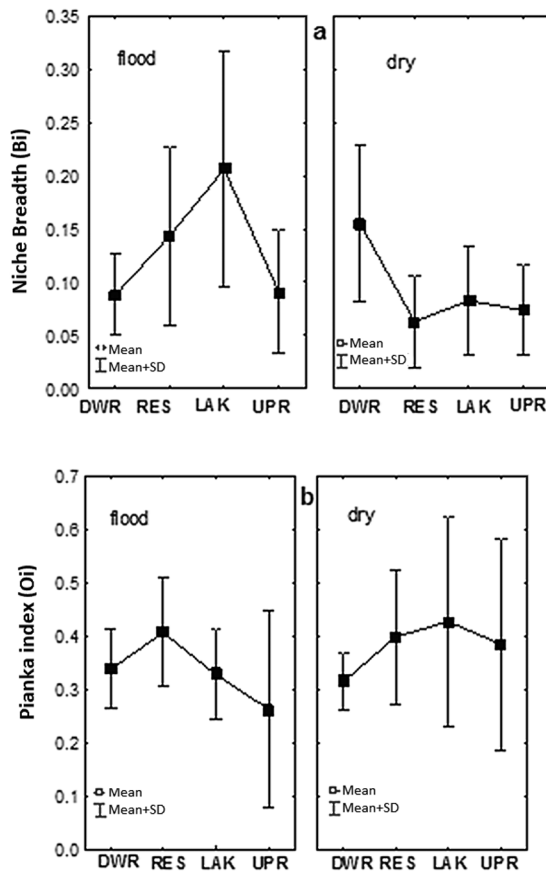 a
Niche Breadth (Bi)
0.35
0.30
0.25
0.20
0.15
0.10
0.05
0.00
flood
Mean
Mean+SD
DWR RES LAK UPR
dry
Mean
Mean+SD
DWR RES LAK UPR
b
Pianka index (Oi)
0.7
0.6
0.5
0.4
0.3
0.2
0.1
0.0
flood
Mean
Mean+SD
DWR RES LAK UPR
dry
Mean
Mean+SD
DWR RES LAK UPR